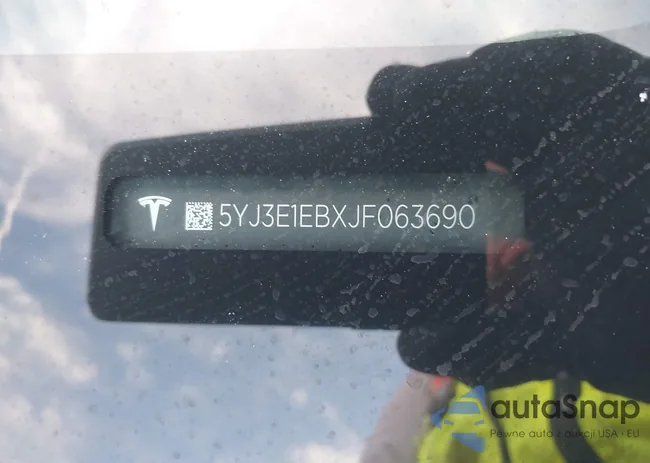 5YJ3E1EBXJF063690
autaSnap
Pewne auta z aukcji USA i EU